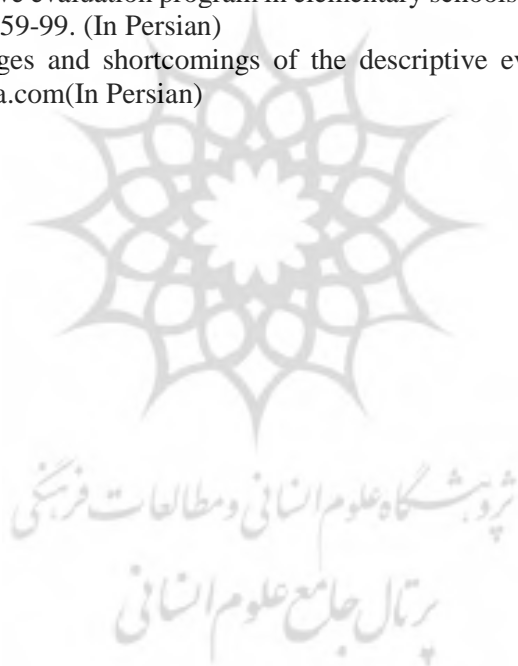 ve evaluation program in elementary schools
59-99. (In Persian)
ges and shortcomings of the descriptive ev
a.com(In Persian)
پژوهشگاه علوم انسانی و مطالعات فرهنگی
پرتال جامع علوم انسانی